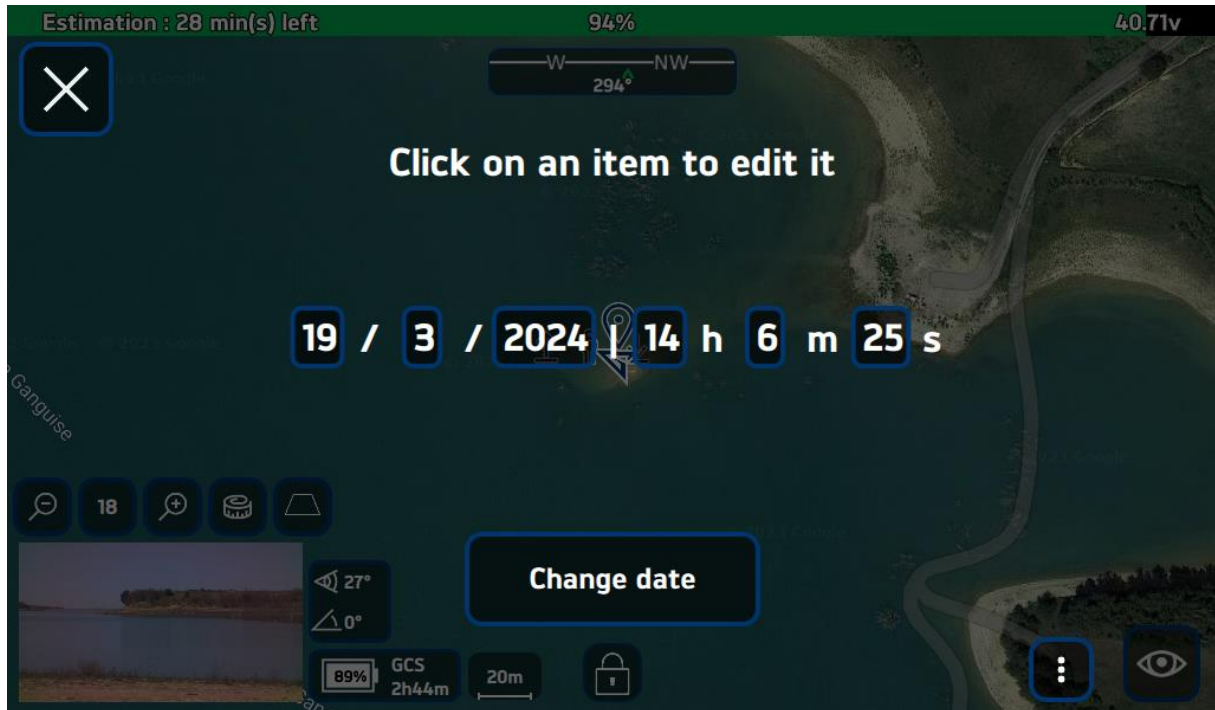 Estimation : 28 min(s) left 94% 40.71v
W NW
294°
Click on an item to edit it
19 / 3 / 2024 | 14 h 6 m 25 s
Ganguise
18
27°
Change date
0°
GCS
89% 20m
2h44m